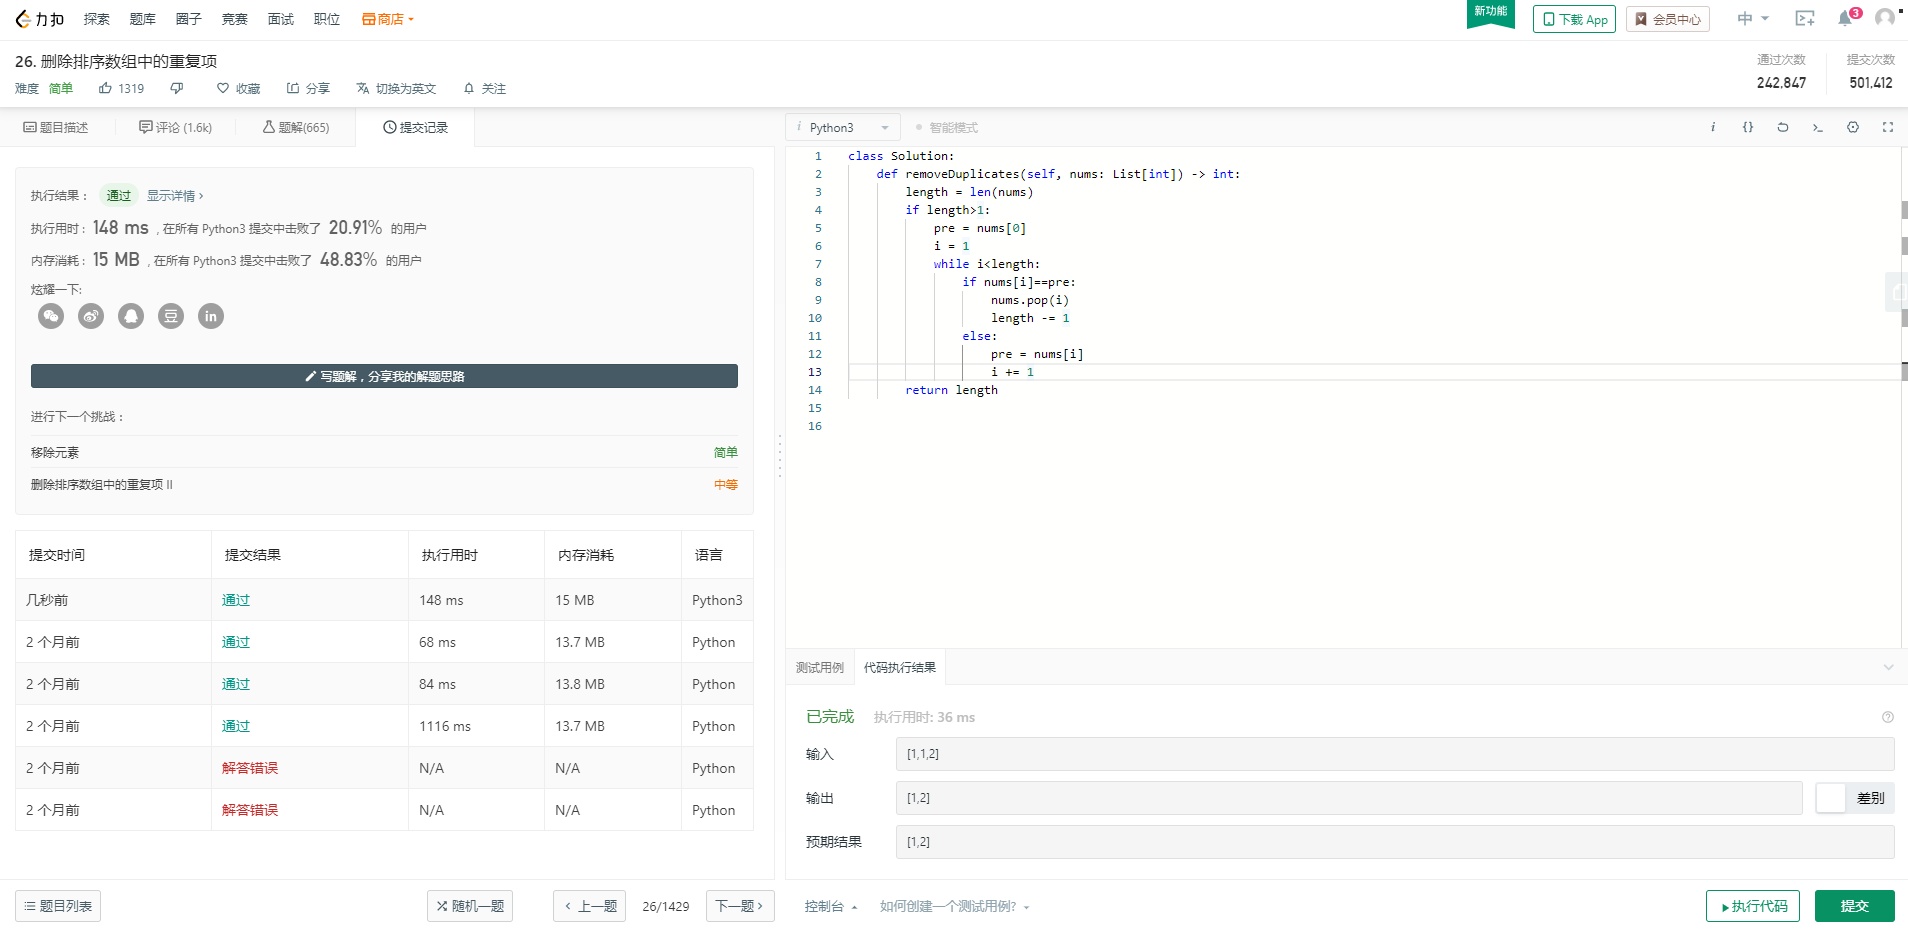 力扣 探索 题库 圈子 竞赛 面试 职位 商店 新功能 下载 App 会员中心 中 3
26. 删除排序数组中的重复项
难度 简单 1319 收藏 分享 切换为英文 关注
通过次数 提交次数
242,847 501,412
题目描述 评论 (1.6k) 题解(665) 提交记录
执行结果： 通过 显示详情 ›
执行用时 : 148 ms , 在所有 Python3 提交中击败了 20.91% 的用户
内存消耗 : 15 MB , 在所有 Python3 提交中击败了 48.83% 的用户
炫耀一下:
豆 in
写题解，分享我的解题思路
进行下一个挑战：
移除元素 简单
删除排序数组中的重复项 II 中等
提交时间 提交结果 执行用时 内存消耗 语言
几秒前 通过 148 ms 15 MB Python3
2 个月前 通过 68 ms 13.7 MB Python
2 个月前 通过 84 ms 13.8 MB Python
2 个月前 通过 1116 ms 13.7 MB Python
2 个月前 解答错误 N/A N/A Python
2 个月前 解答错误 N/A N/A Python
题目列表 随机一题 ‹ 上一题 26/1429 下一题 ›
i Python3 智能模式 i {}
1 class Solution:
2 def removeDuplicates(self, nums: List[int]) -> int:
3 length = len(nums)
4 if length>1:
5 pre = nums[0]
6 i = 1
7 while i<length:
8 if nums[i]==pre:
9 nums.pop(i)
10 length -= 1
11 else:
12 pre = nums[i]
13 i += 1
14 return length
15
16
测试用例 代码执行结果
已完成 执行用时: 36 ms
输入 [1,1,2]
输出 [1,2] 差别
预期结果 [1,2]
控制台 如何创建一个测试用例? 执行代码 提交